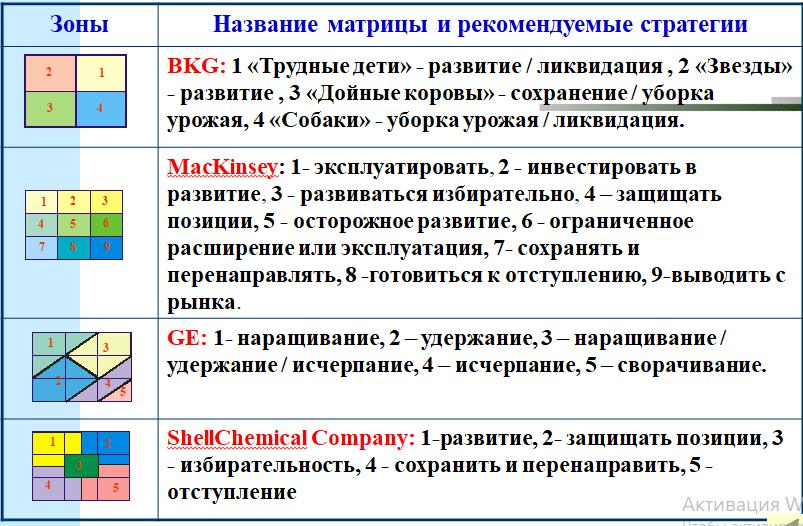 Зоны
Название матрицы и рекомендуемые стратегии
2 1
3 4
BKG: 1 «Трудные дети» - развитие / ликвидация , 2 «Звезды»
- развитие , 3 «Дойные коровы» - сохранение / уборка
урожая, 4 «Собаки» - уборка урожая / ликвидация.
1 2 3
4 5 6
7 8 9
MacKinsey: 1- эксплуатировать, 2 - инвестировать в
развитие, 3 - развиваться избирательно, 4 – защищать
позиции, 5 - осторожное развитие, 6 - ограниченное
расширение или эксплуатация, 7- сохранять и
перенаправлять, 8 -готовиться к отступлению, 9-выводить с
рынка.
1 3
2 4
5
GE: 1- наращивание, 2 – удержание, 3 – наращивание /
удержание / исчерпание, 4 – исчерпание, 5 – сворачивание.
1 2
3
4 5
ShellChemical Company: 1-развитие, 2- защищать позиции, 3
- избирательность, 4 - сохранить и перенаправить, 5 -
отступление
Активация W
Чтобы активир